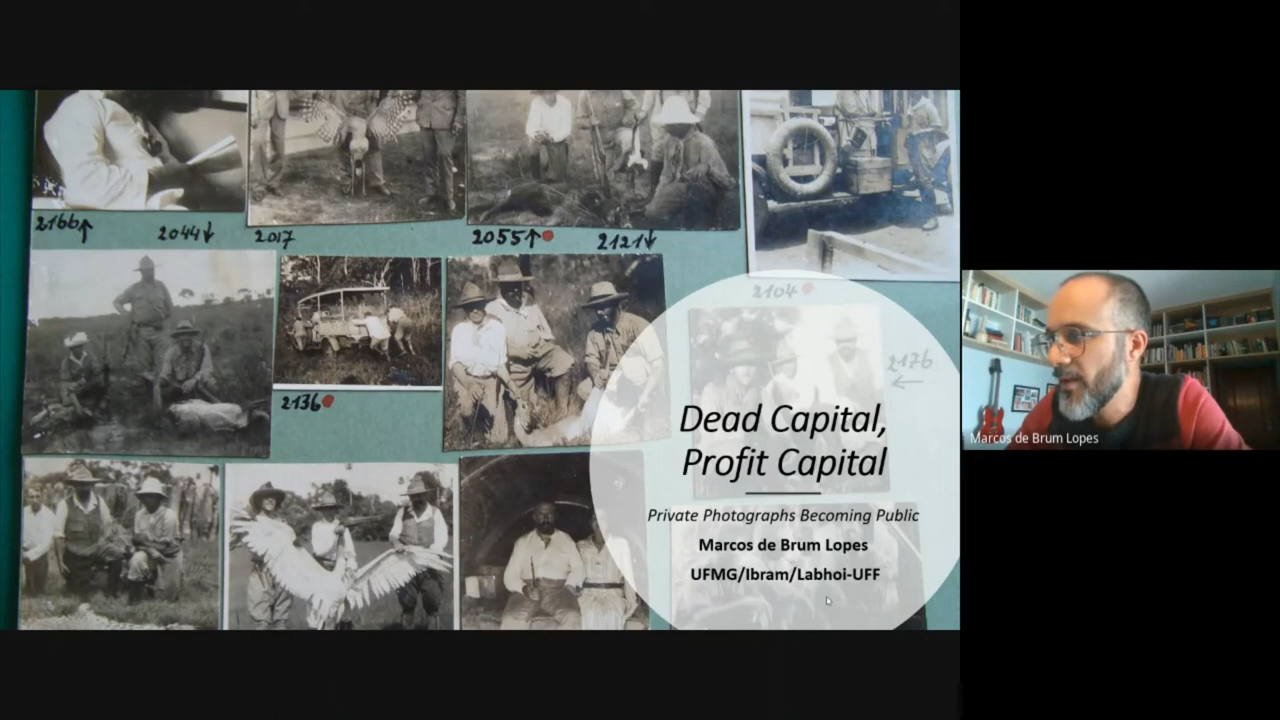 2166↑
2044↓
2017
2055↑
2121↓
2104
2176
←
2136
Dead Capital,
Profit Capital
Private Photographs Becoming Public
Marcos de Brum Lopes
UFMG/Ibram/Labhoi-UFF
Marcos de Brum Lopes